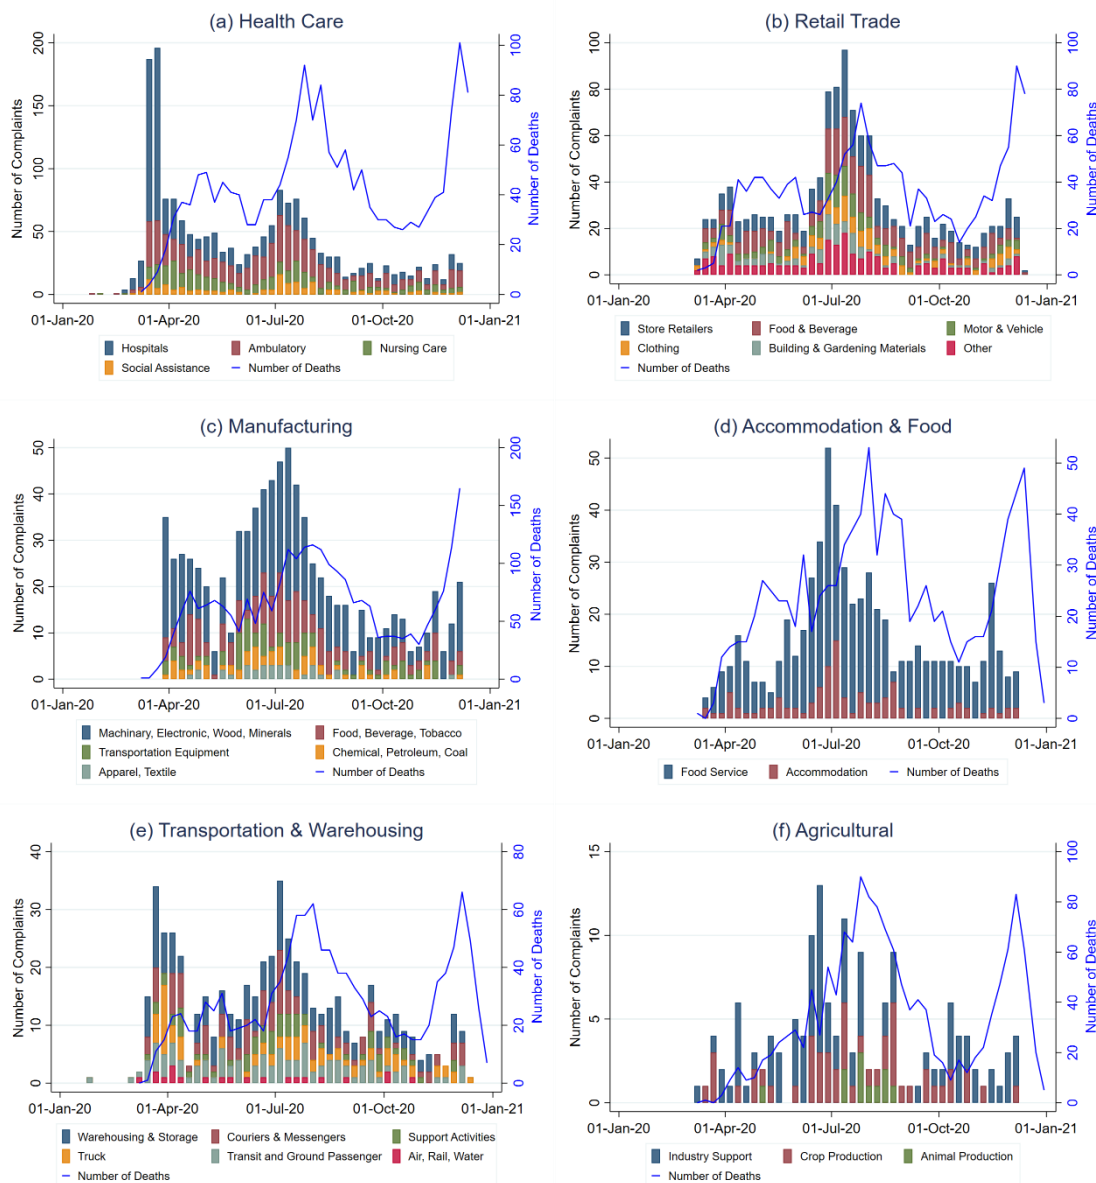 (a) Health Care
Number of Complaints
200
150
100
50
0
100
80
60
40
20
0
Number of Deaths
01-Jan-20 01-Apr-20 01-Jul-20 01-Oct-20 01-Jan-21
Hospitals Ambulatory Nursing Care
Social Assistance Number of Deaths
(b) Retail Trade
Number of Complaints
100
80
60
40
20
0
100
80
60
40
20
0
Number of Deaths
01-Jan-20 01-Apr-20 01-Jul-20 01-Oct-20 01-Jan-21
Store Retailers Food & Beverage Motor & Vehicle
Clothing Building & Gardening Materials Other
Number of Deaths
(c) Manufacturing
Number of Complaints
50
40
30
20
10
0
200
150
100
50
0
Number of Deaths
01-Jan-20 01-Apr-20 01-Jul-20 01-Oct-20 01-Jan-21
Machinary, Electronic, Wood, Minerals Food, Beverage, Tobacco
Transportation Equipment Chemical, Petroleum, Coal
Apparel, Textile Number of Deaths
(d) Accommodation & Food
Number of Complaints
50
40
30
20
10
0
50
40
30
20
10
0
Number of Deaths
01-Jan-20 01-Apr-20 01-Jul-20 01-Oct-20 01-Jan-21
Food Service Accommodation Number of Deaths
(e) Transportation & Warehousing
Number of Complaints
40
30
20
10
0
80
60
40
20
0
Number of Deaths
01-Jan-20 01-Apr-20 01-Jul-20 01-Oct-20 01-Jan-21
Warehousing & Storage Couriers & Messengers Support Activities
Truck Transit and Ground Passenger Air, Rail, Water
Number of Deaths
(f) Agricultural
Number of Complaints
15
10
5
0
100
80
60
40
20
0
Number of Deaths
01-Jan-20 01-Apr-20 01-Jul-20 01-Oct-20 01-Jan-21
Industry Support Crop Production Animal Production
Number of Deaths